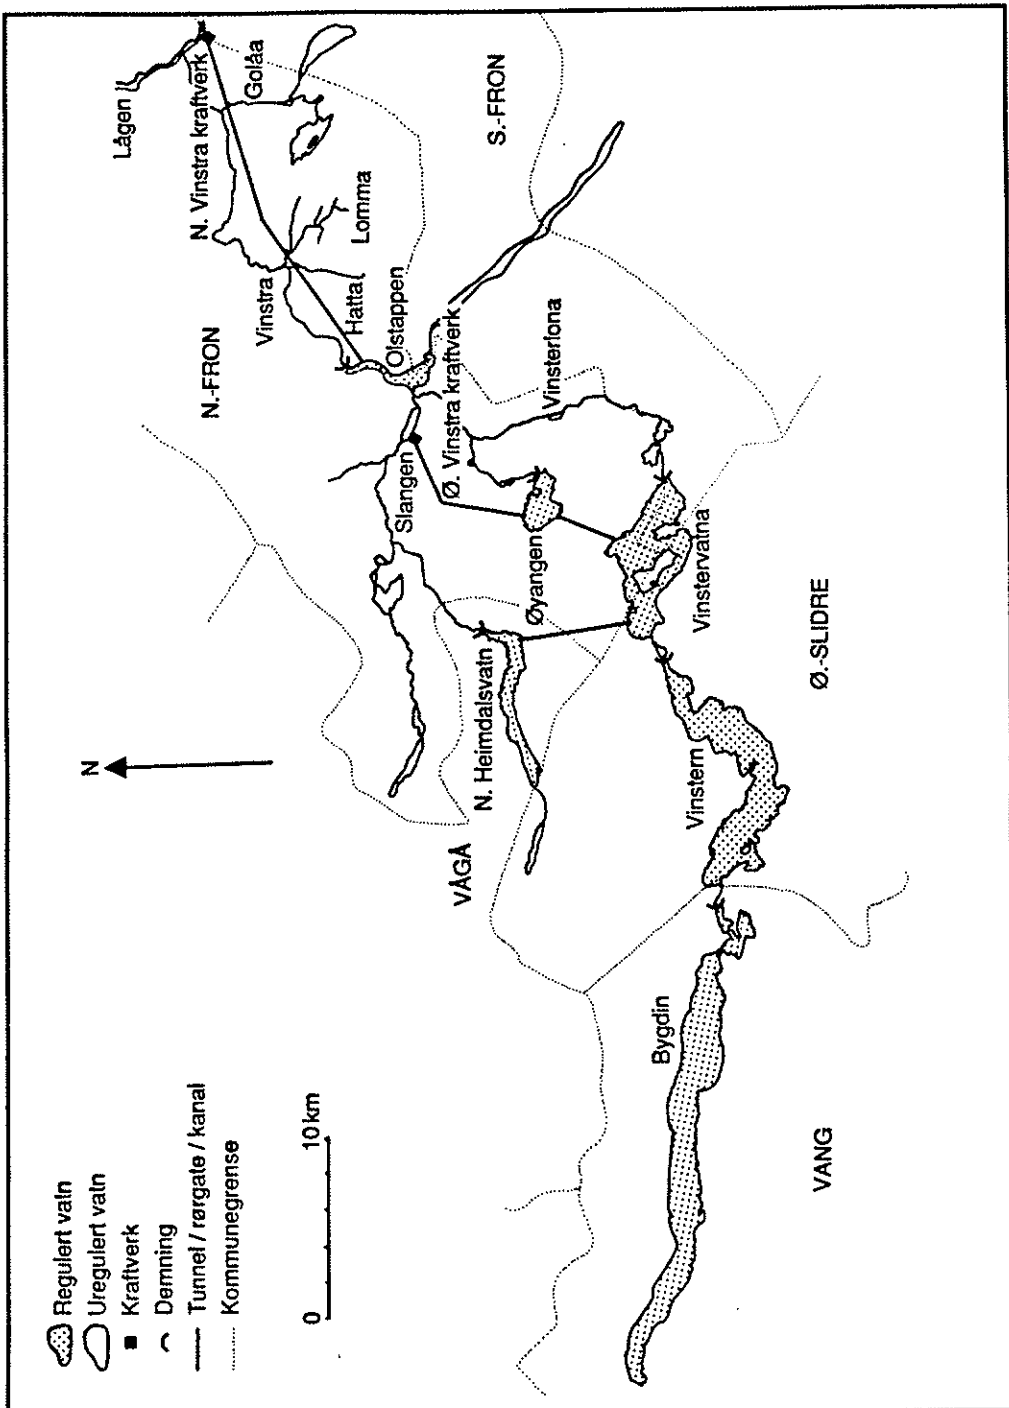 Regulert vatn
Uregulert vatn
Kraftverk
Demning
Tunnel / rørgate / kanal
Kommunegrense
0 10 km
N
VANG
Bygdin
VÅGÅ
Vinstern
Ø.-SLIDRE
N. Heimdalsvatn
Øyangen
Vinstervatna
Slangen
Ø. Vinstra kraftverk
Vinsterlona
N.-FRON
Olstappen
Hatta
Vinstra
Lomma
N. Vinstra kraftverk
Golåa
Lågen
S.-FRON